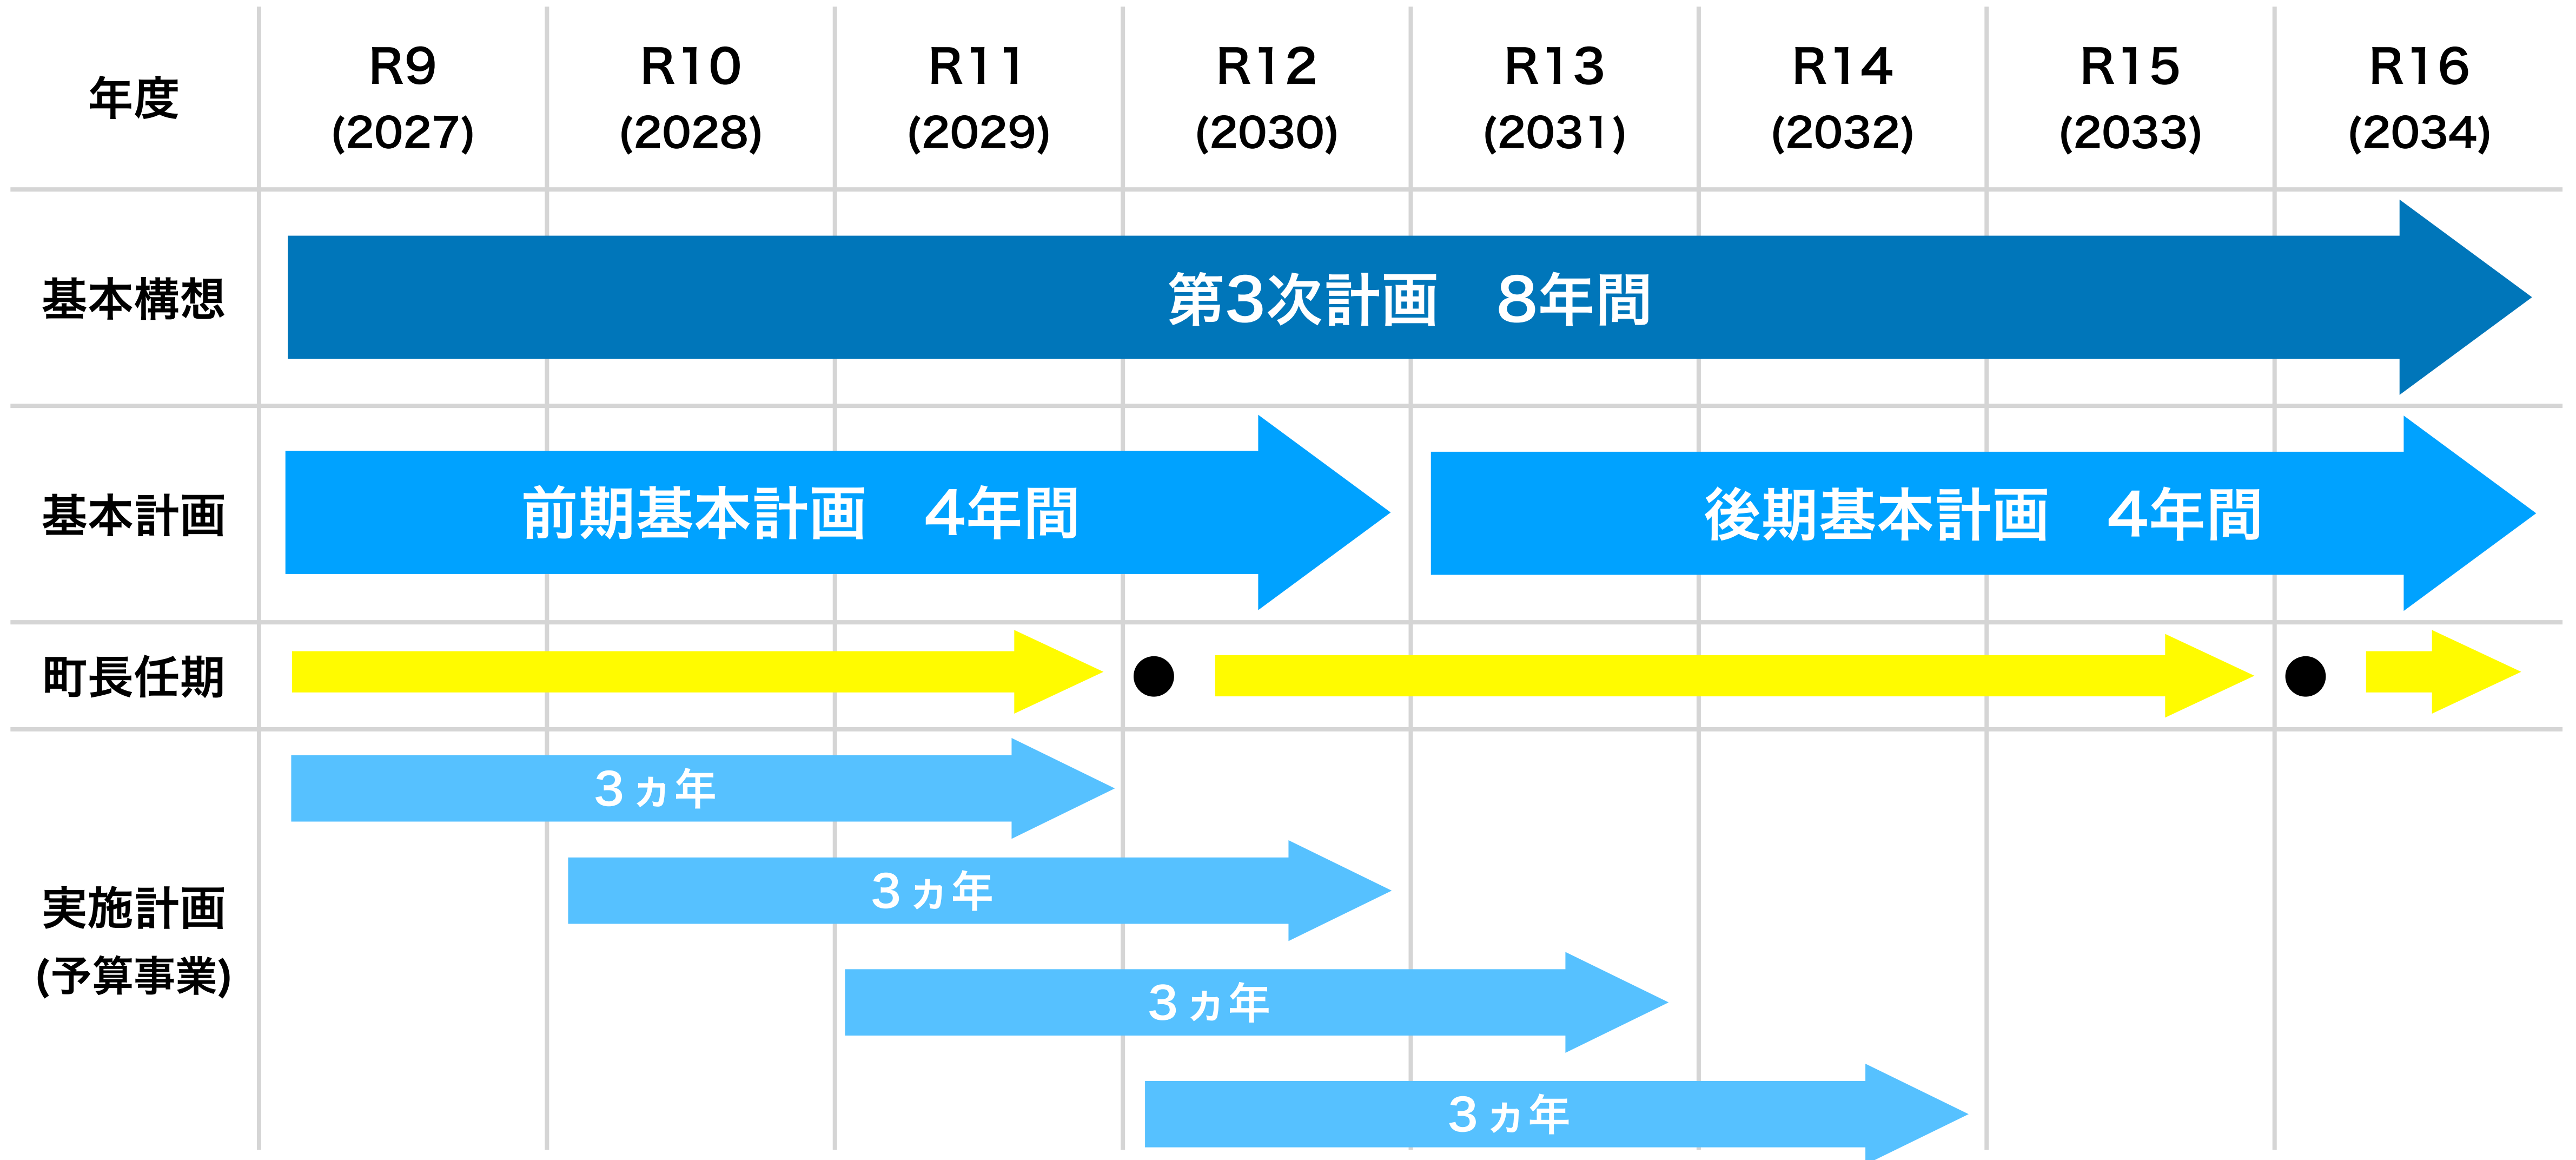 年度
R9
(2027)
R10
(2028)
R11
(2029)
R12
(2030)
R13
(2031)
R14
(2032)
R15
(2033)
R16
(2034)
基本構想
第3次計画　8年間
基本計画
前期基本計画　4年間
後期基本計画　4年間
町長任期
実施計画
(予算事業)
3ヵ年
3ヵ年
3ヵ年
3ヵ年